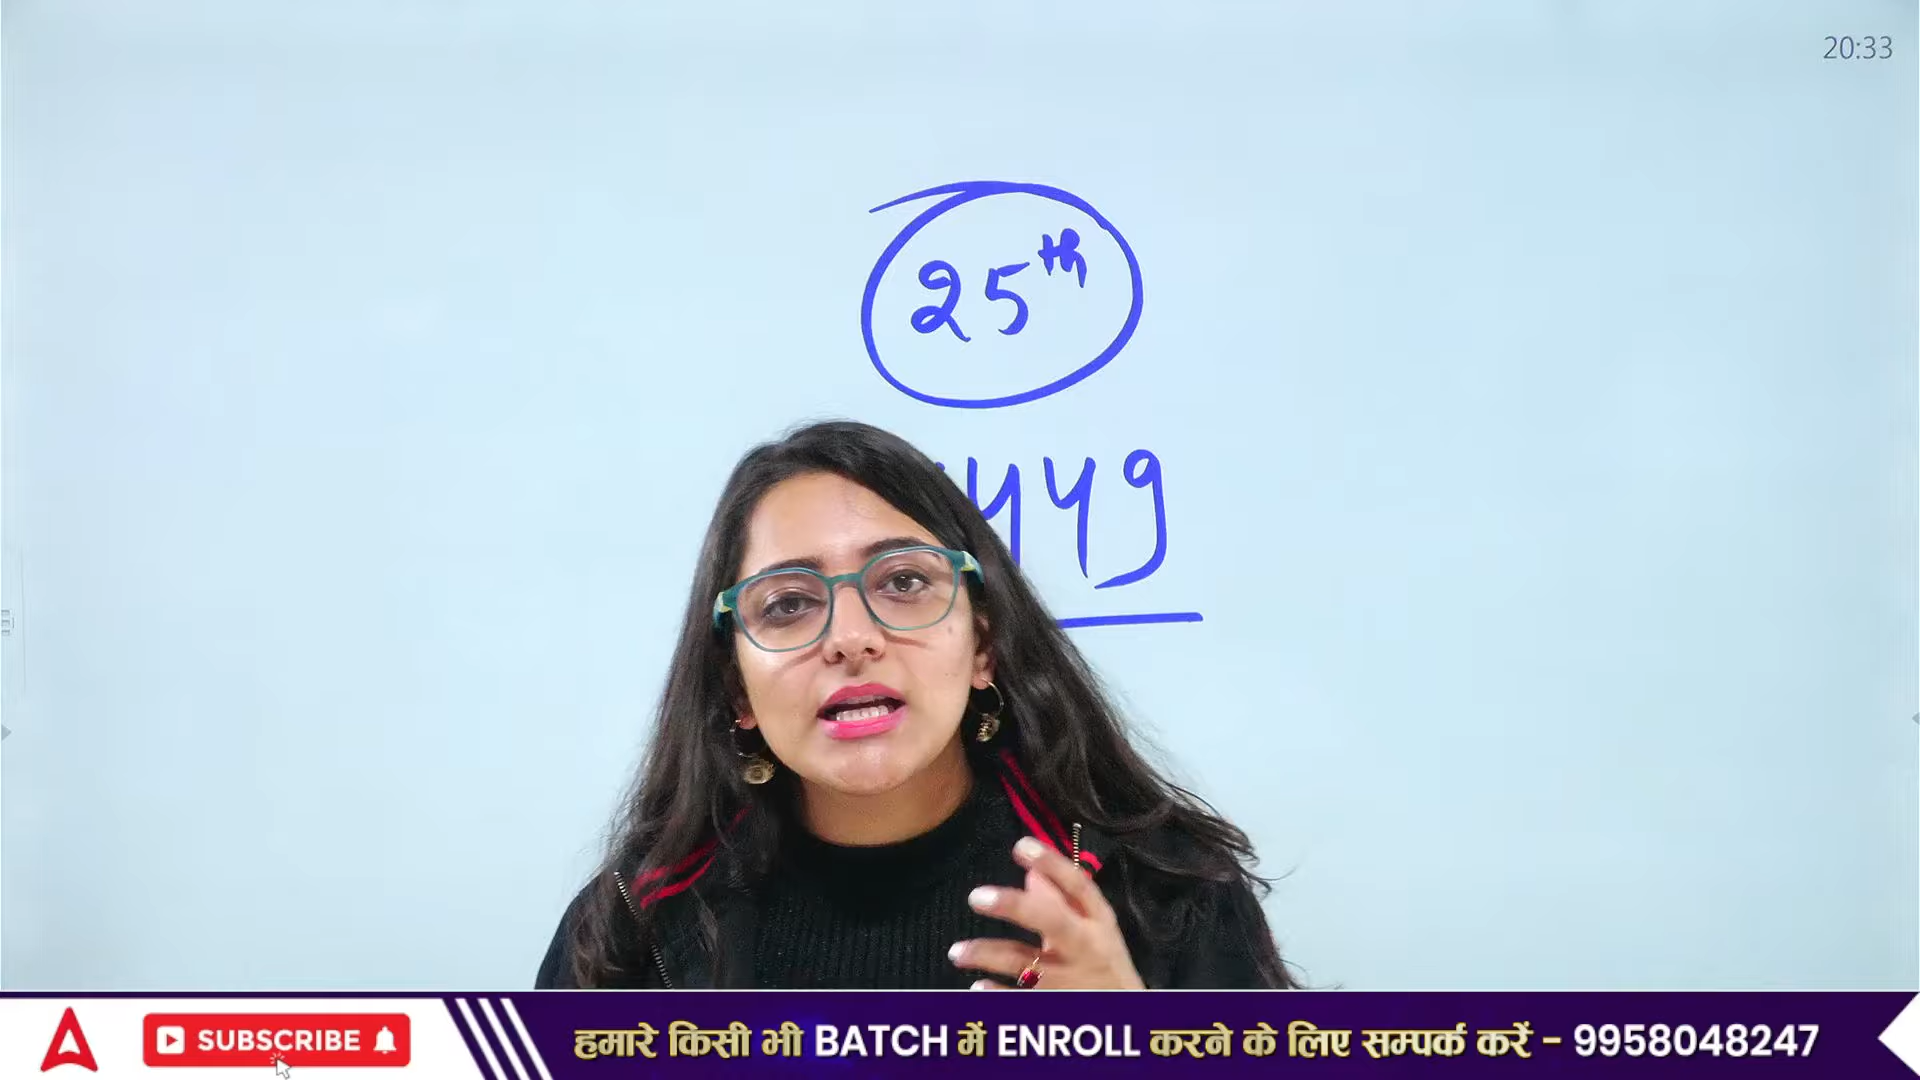 20:33
25th
449
SUBSCRIBE
हमारे किसी भी BATCH में ENROLL करने के लिए सम्पर्क करें - 9958048247